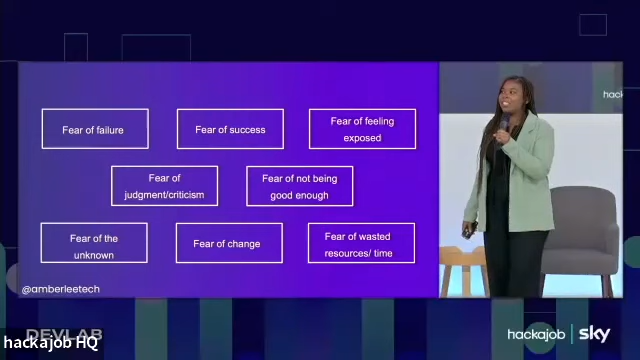 hack
Fear of failure
Fear of success
Fear of feeling
exposed
Fear of
judgment/criticism
Fear of not being
good enough
Fear of the
unknown
Fear of change
Fear of wasted
resources/ time
@amberleetech
DEVLAB
hackajob HQ
hackajob
sky